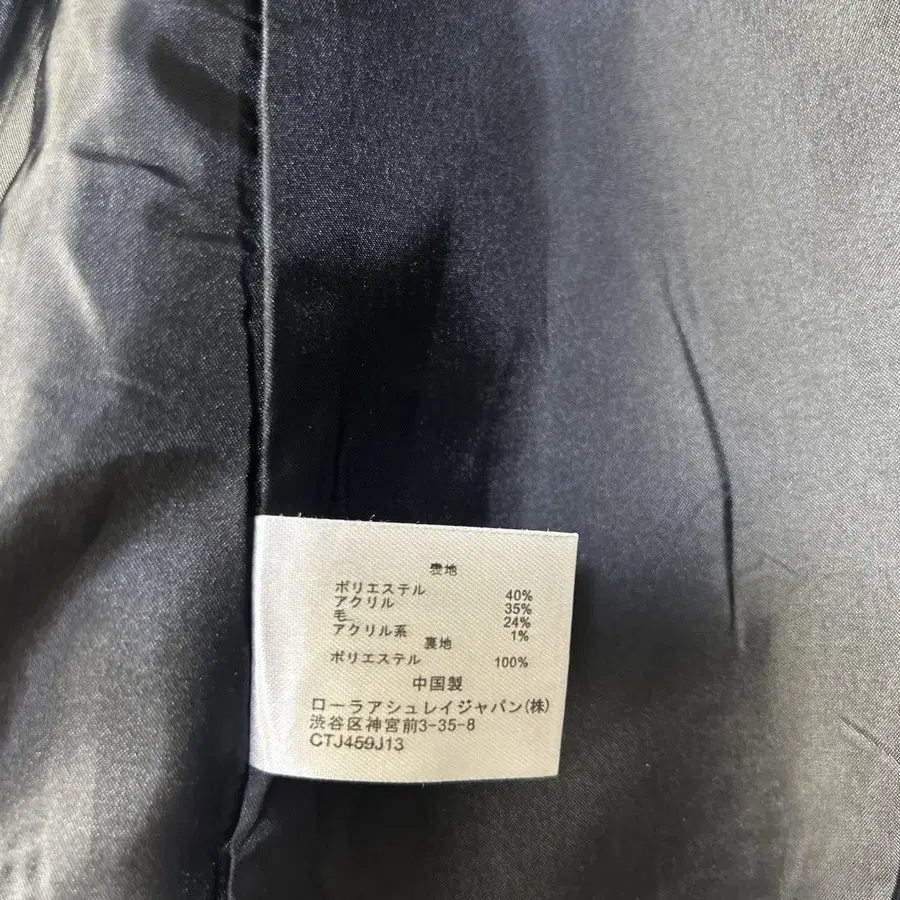 表地
ポリエステル 40%
アクリル 35%
毛 24%
アクリル系 1%
裏地
ポリエステル 100%
中国製
ローラアシュレイジャパン(株)
渋谷区神宮前3-35-8
CTJ459J13